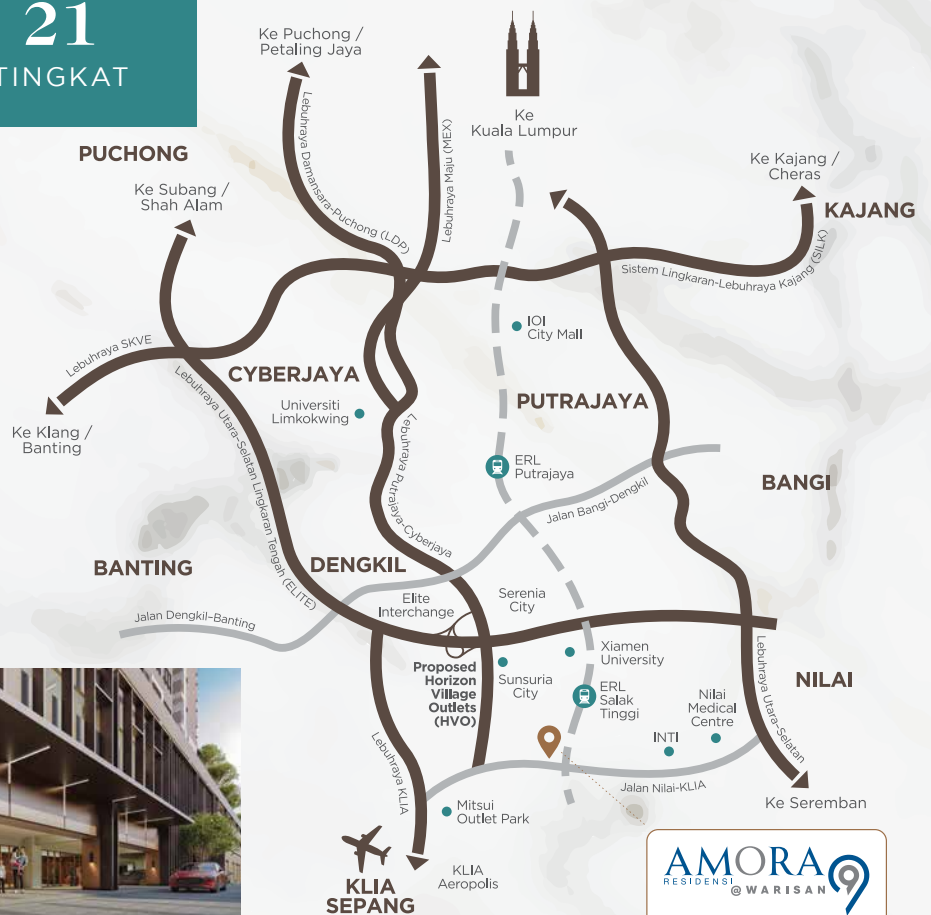 21
TINGKAT
Ke Puchong /
Petaling Jaya
Ke
Kuala Lumpur
PUCHONG
Ke Subang /
Shah Alam
Lebuhraya Damansara-Puchong (LDP)
Lebuhraya Maju (MEX)
Ke Kajang /
Cheras
KAJANG
Sistem Lingkaran-Lebuhraya Kajang (SILK)
IOI
City Mall
Lebuhraya SKVE
CYBERJAYA
Universiti
Limkokwing
PUTRAJAYA
Ke Klang /
Banting
Lebuhraya Utara-Selatan Lingkaran Tengah (ELITE)
Lebuhraya Putrajaya-Cyberjaya
ERL
Putrajaya
Jalan Bangi-Dengkil
BANGI
BANTING
DENGKIL
Elite
Interchange
Serenia
City
Jalan Dengkil-Banting
Proposed
Horizon
Village
Outlets
(HVO)
Sunsuria
City
Xiamen
University
ERL
Salak
Tinggi
Nilai
Medical
Centre
INTI
NILAI
Lebuhraya Utara-Selatan
Lebuhraya KLIA
Jalan Nilai-KLIA
Ke Seremban
Mitsui
Outlet Park
KLIA
Aeropolis
KLIA
SEPANG
AMORA
RESIDENSI
@WARISAN
9